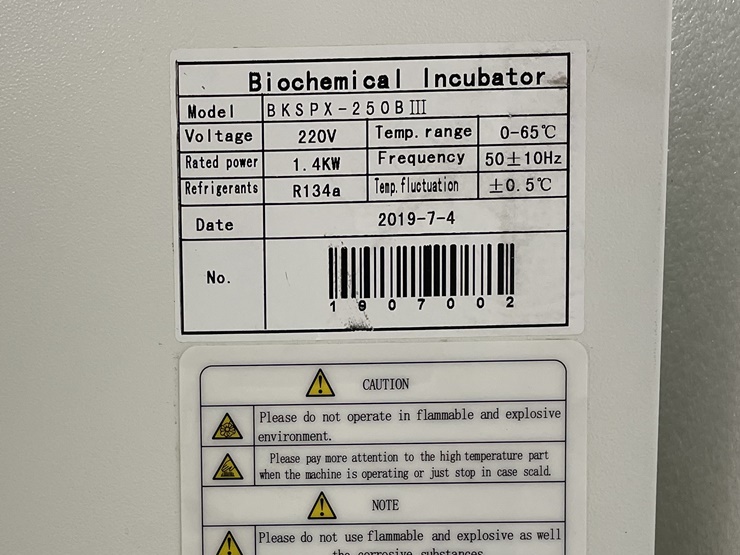 Biochemical Incubator
Model BKSPX-250BⅢ
Voltage 220V Temp. range 0-65℃
Rated power 1.4KW Frequency 50±10Hz
Refrigerants R134a Temp. fluctuation ±0.5℃
Date 2019-7-4
No.
1907002
CAUTION
Please do not operate in flammable and explosive
environment.
Please pay more attention to the high temperature part
when the machine is operating or just stop in case scald.
NOTE
Please do not use flammable and explosive as well
the corrosive substances